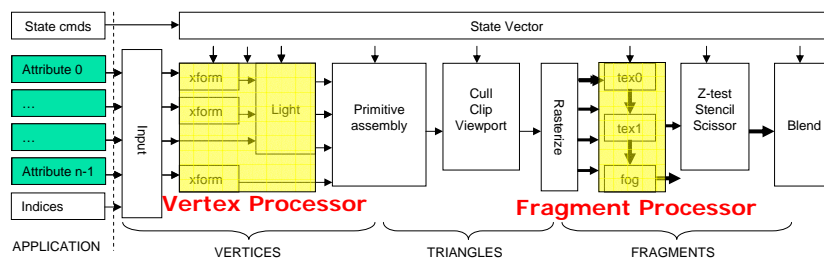 State cmds
State Vector
Attribute 0
...
...
Attribute n-1
Indices
Input
xform
xform
xform
Light
Primitive
assembly
Cull
Clip
Viewport
Rasterize
tex0
tex1
fog
Z-test
Stencil
Scissor
Blend
Vertex Processor
Fragment Processor
APPLICATION
VERTICES
TRIANGLES
FRAGMENTS